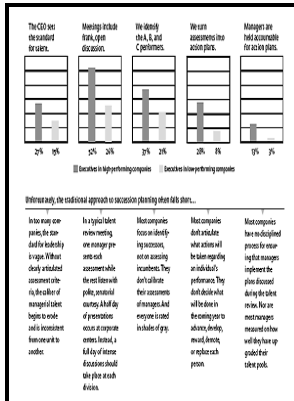 The CEO sets
the standard
for talent.
Meetings include
frank, open
discussion.
We identify
the A, B, and
C performers.
We turn
assessments into
action plans.
Managers are
held accountable
for action plans.
52% 37% 28% 13% 3%
Executives in high-performing companies
Executives in low-performing companies
Unfortunately, the traditional approach to succession planning often falls short...
In too many com-
panies, the stan-
dard for leadership
is vague. Without
clearly articulated
assessment crite-
ria, the caliber of
managerial talent
begins to erode
and is inconsistent
from one unit to
another.
In a typical talent
review meeting,
one manager pre-
sents each
assessment while
the rest listen with
polite, senatorial
courtesy. A half day
of presentations
occurs at corporate
centers. Instead, a
full day of intense
discussions should
take place at each
division.
Most companies
focus on identify-
ing successors,
not on assessing
incumbents. They
don't calibrate
their assessments
of managers. And
everyone is rated
in shades of gray.
Most companies
don't articulate
what actions will
be taken regarding
an individual's
performance. They
don't decide what
will be done in
the coming year to
advance, develop,
reward, demote,
or replace each
person.
Most companies
have no disciplined
process for ensur-
ing that managers
implement the
plans discussed
during the talent
review. Nor are
most managers
measured on how
well they have up-
graded their
talent pools.